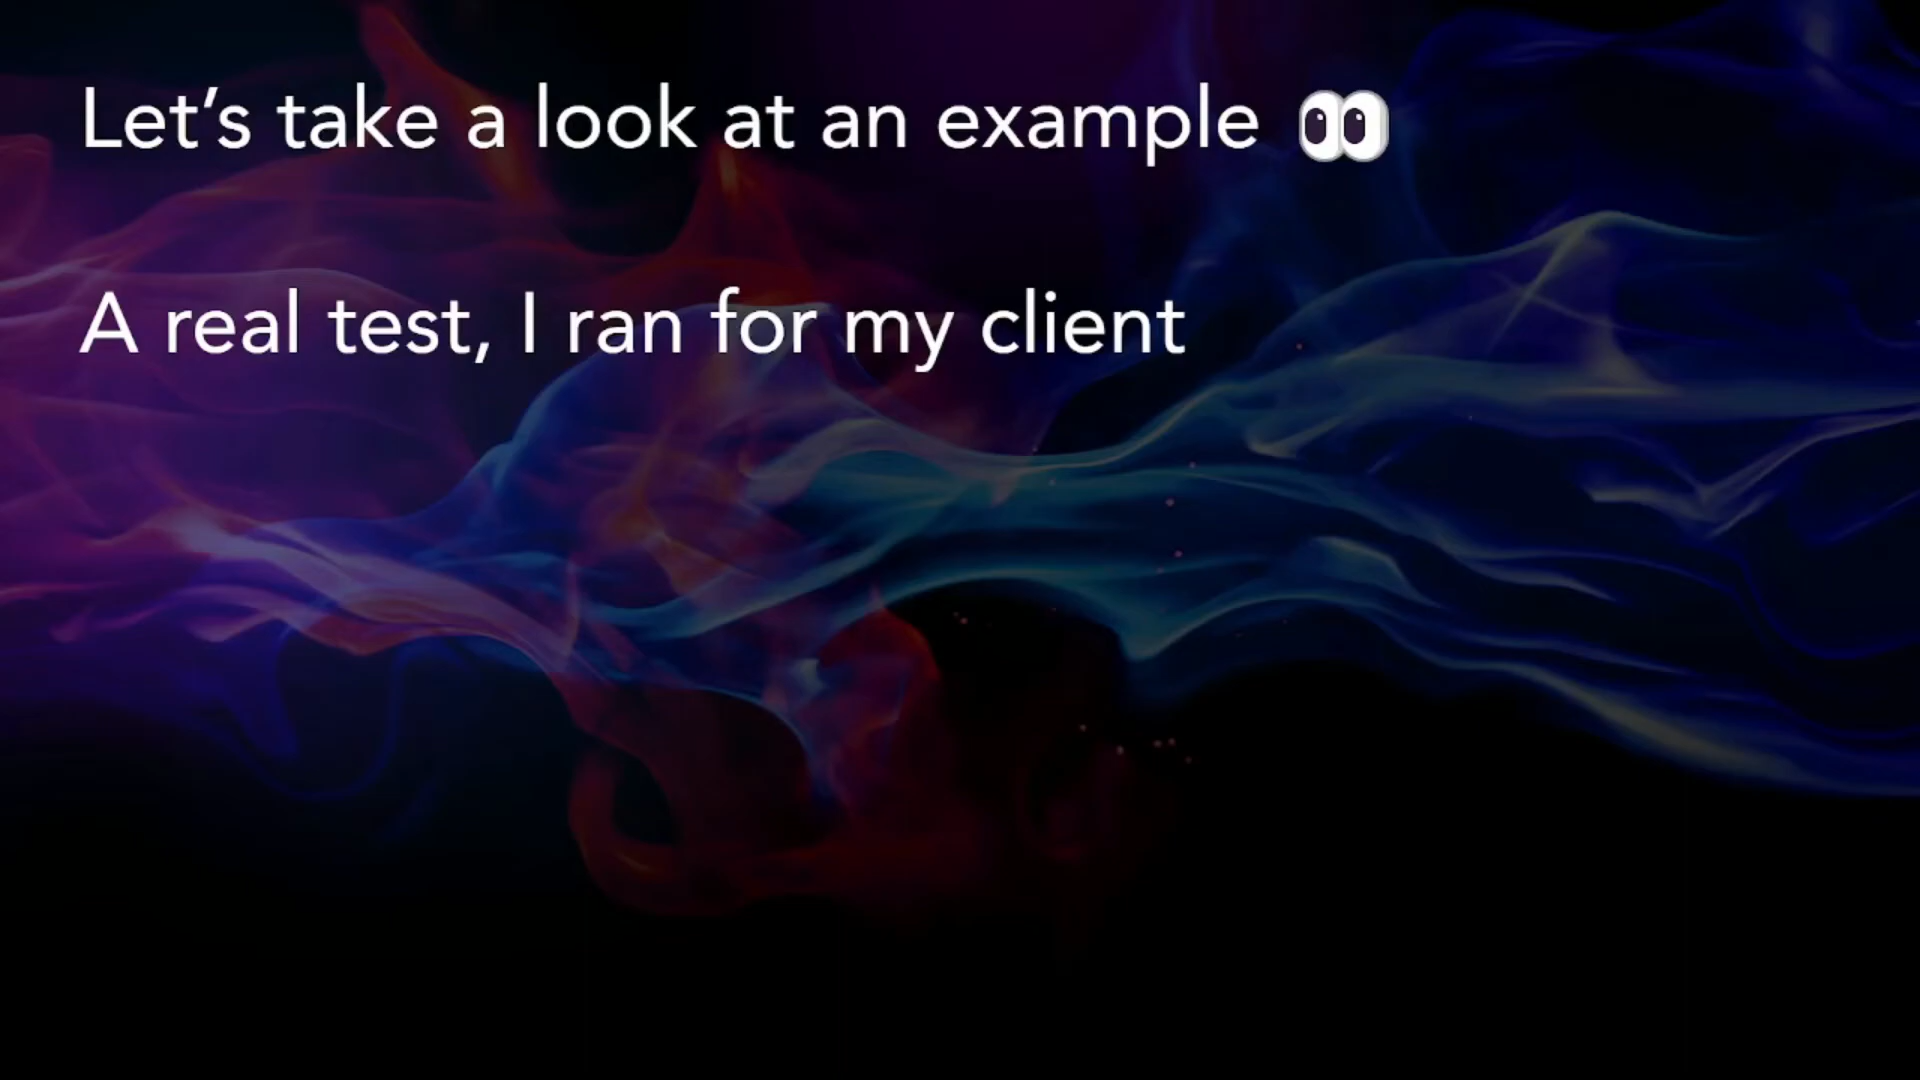 Let’s take a look at an example 👀
A real test, I ran for my client